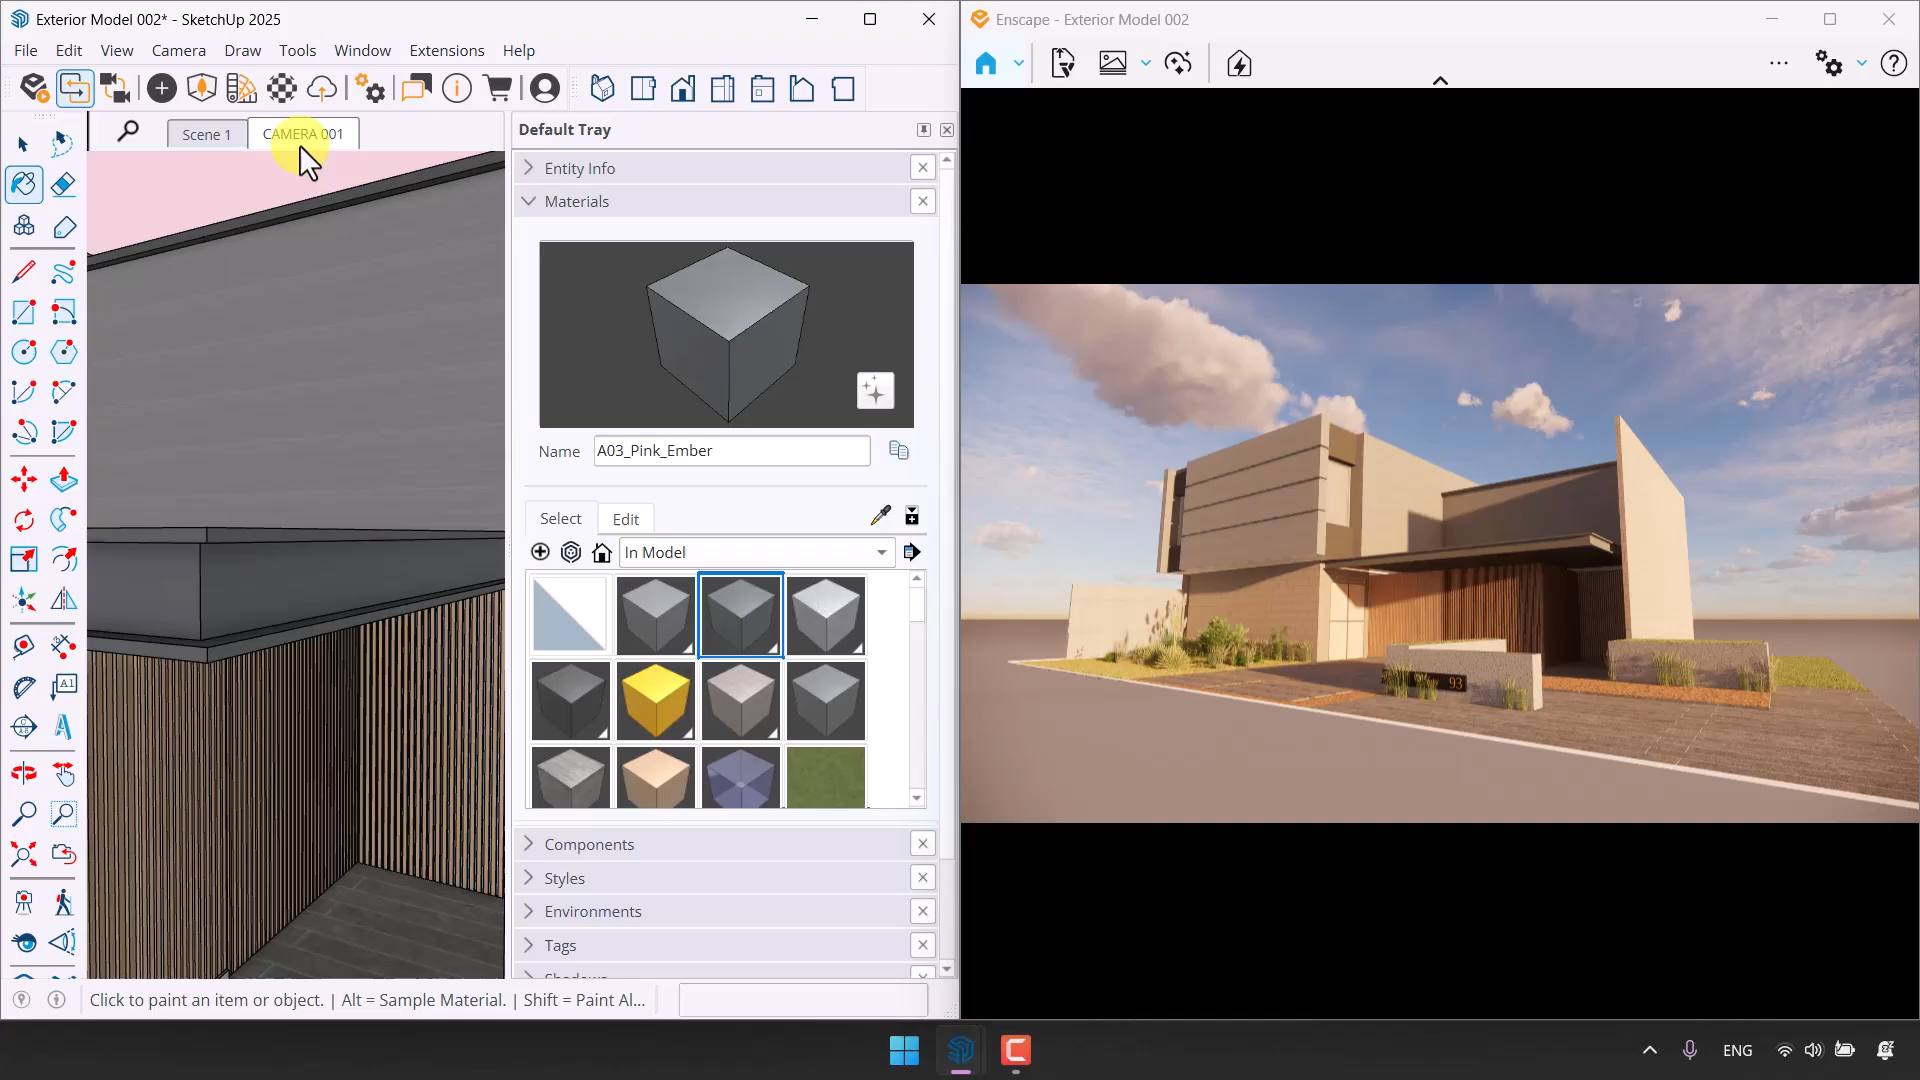 Exterior Model 002* - SketchUp 2025
File Edit View Camera Draw Tools Window Extensions Help
Scene 1
CAMERA 001
Default Tray
Entity Info
Materials
Name A03_Pink_Ember
Select Edit
In Model
Components
Styles
Environments
Tags
Shadows
A1
Click to paint an item or object. | Alt = Sample Material. | Shift = Paint Al...
Enscape - Exterior Model 002
93
ENG